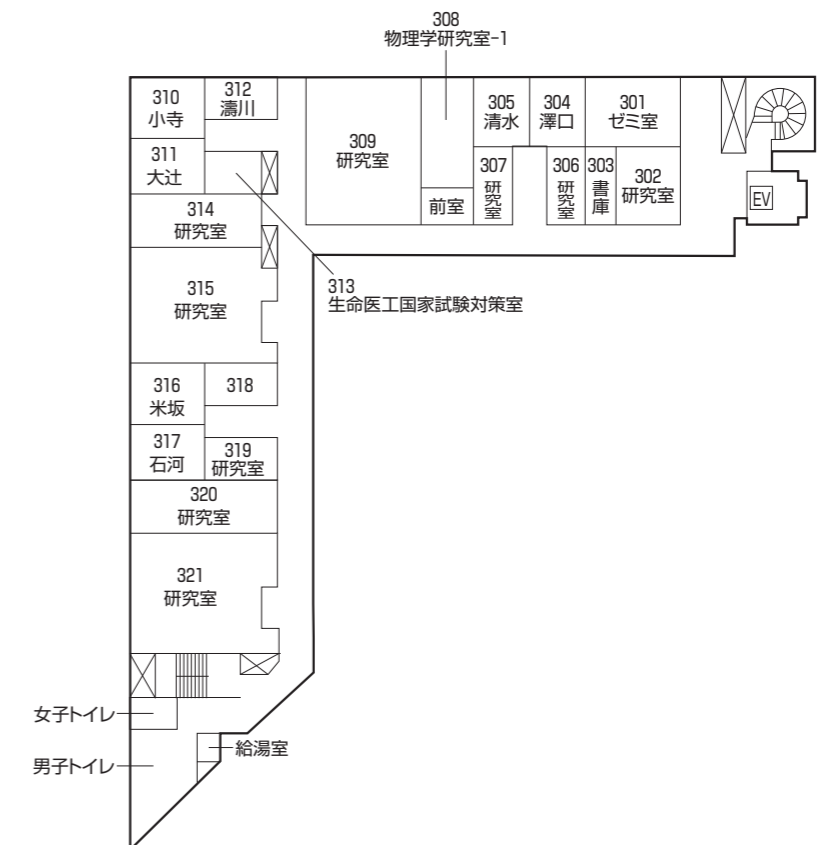 308
物理学研究室-1
310
小寺
312
濤川
309
研究室
305
清水
304
澤口
301
ゼミ室
311
大辻
307
研究室
306
研究室
303
書庫
302
研究室
前室
EV
314
研究室
313
生命医工国家試験対策室
315
研究室
316
米坂
318
317
石河
319
研究室
320
研究室
321
研究室
女子トイレ
給湯室
男子トイレ